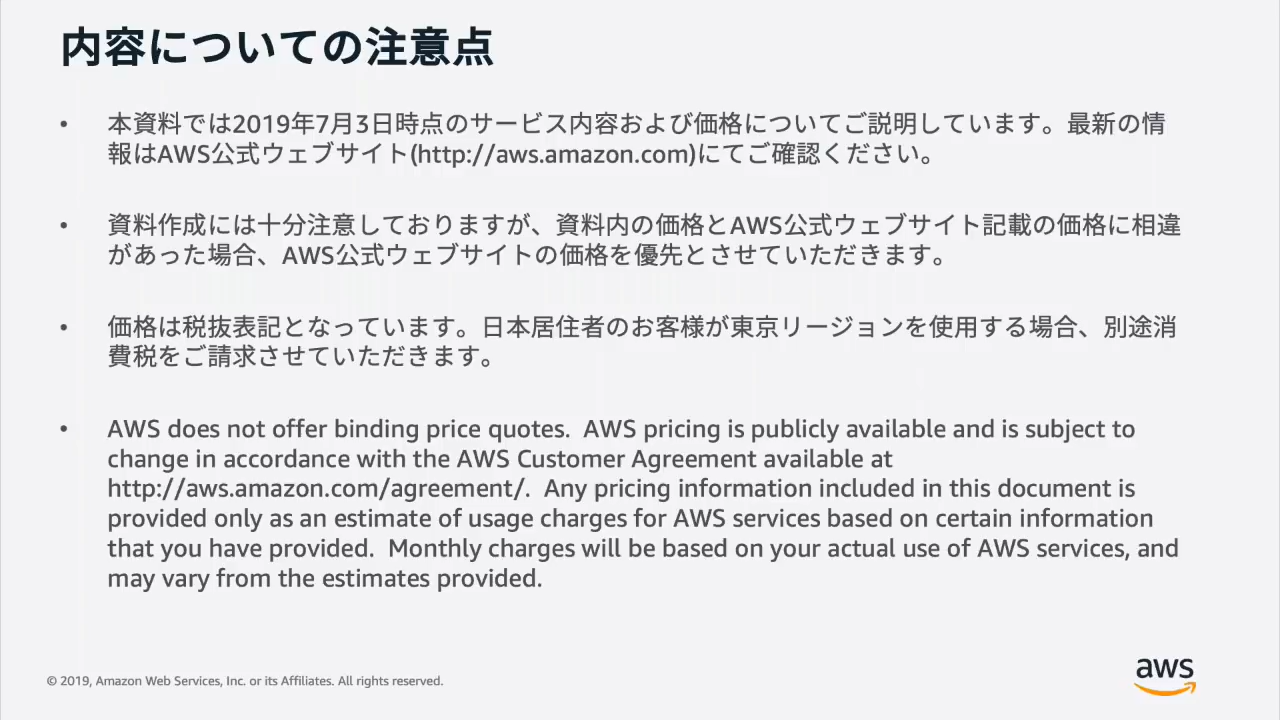 内容についての注意点
• 本資料では2019年7月3日時点のサービス内容および価格についてご説明しています。最新の情
報はAWS公式ウェブサイト(http://aws.amazon.com)にてご確認ください。
• 資料作成には十分注意しておりますが、資料内の価格とAWS公式ウェブサイト記載の価格に相違
があった場合、AWS公式ウェブサイトの価格を優先とさせていただきます。
• 価格は税抜表記となっています。日本居住者のお客様が東京リージョンを使用する場合、別途消
費税をご請求させていただきます。
• AWS does not offer binding price quotes.  AWS pricing is publicly available and is subject to
change in accordance with the AWS Customer Agreement available at
http://aws.amazon.com/agreement/.  Any pricing information included in this document is
provided only as an estimate of usage charges for AWS services based on certain information
that you have provided.  Monthly charges will be based on your actual use of AWS services, and
may vary from the estimates provided.
© 2019, Amazon Web Services, Inc. or its Affiliates. All rights reserved.
aws